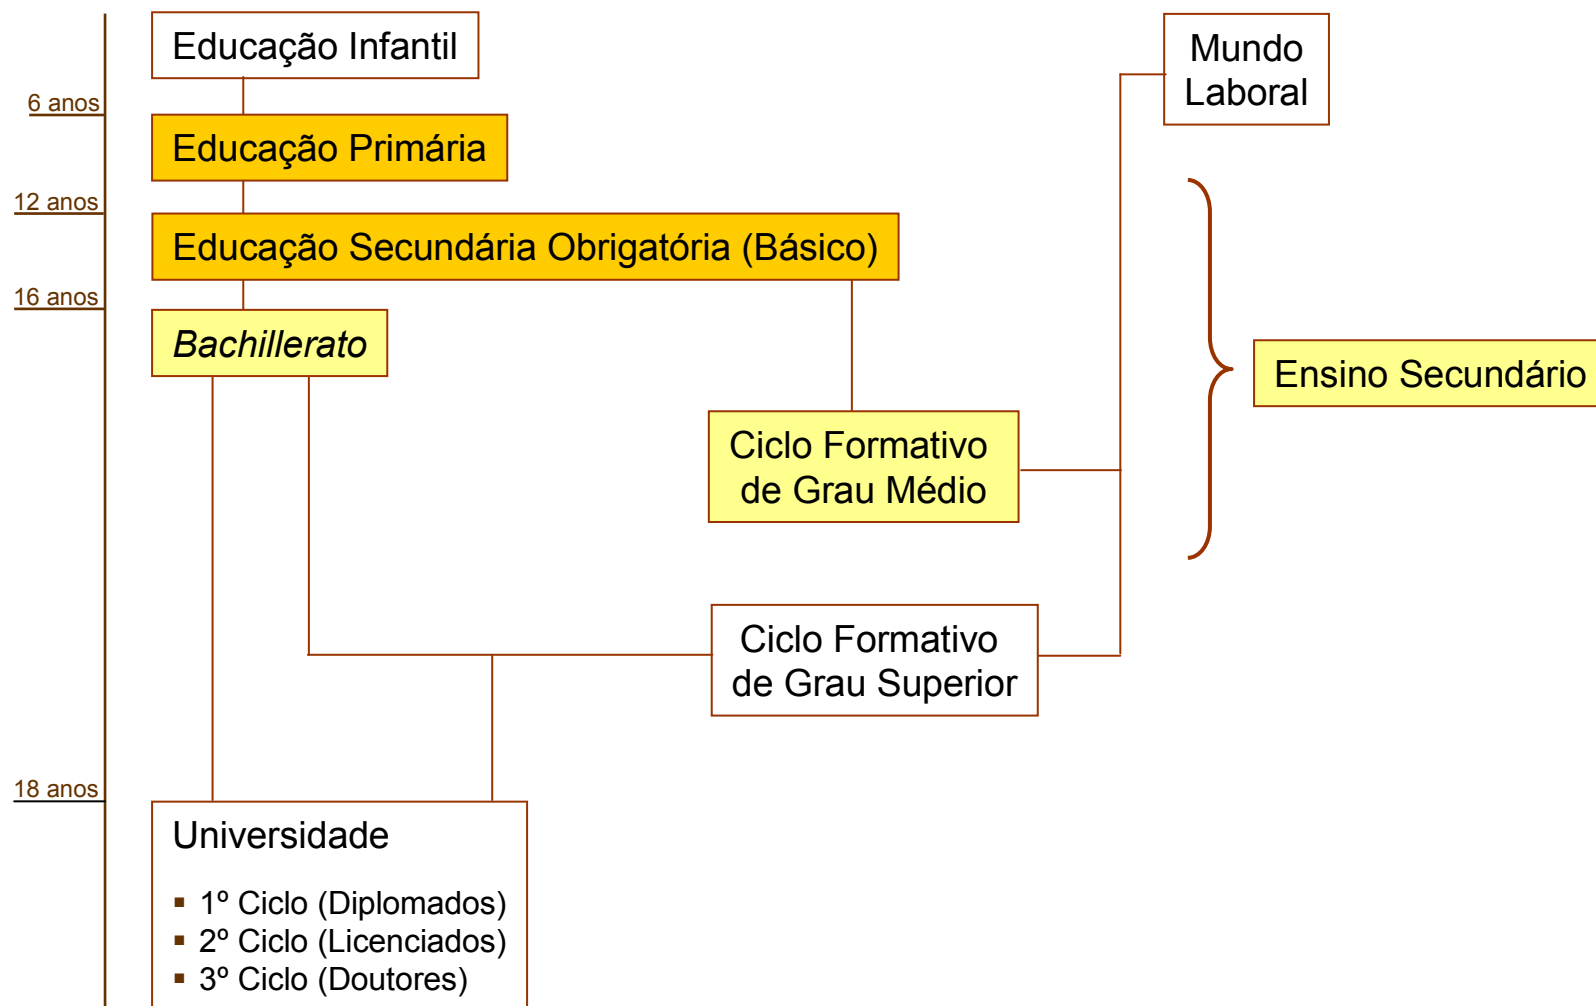 Educação Infantil
Mundo
Laboral
6 anos
Educação Primária
12 anos
Educação Secundária Obrigatória (Básico)
16 anos
Bachillerato
Ensino Secundário
Ciclo Formativo
de Grau Médio
Ciclo Formativo
de Grau Superior
18 anos
Universidade
▪ 1º Ciclo (Diplomados)
▪ 2º Ciclo (Licenciados)
▪ 3º Ciclo (Doutores)